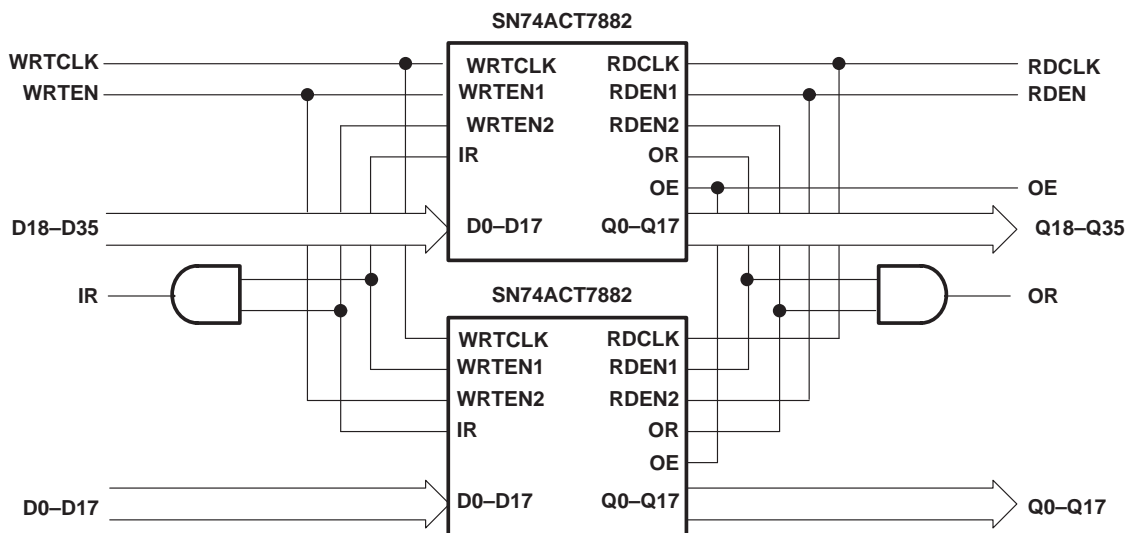 SN74ACT7882
WRTCLK
WRTEN
WRTCLK
WRTEN1
WRTEN2
IR
D0–D17
RDCLK
RDEN1
RDEN2
OR
OE
Q0–Q17
RDCLK
RDEN
OE
D18–D35
Q18–Q35
IR
OR
SN74ACT7882
WRTCLK
WRTEN1
WRTEN2
IR
D0–D17
RDCLK
RDEN1
RDEN2
OR
OE
Q0–Q17
D0–D17
Q0–Q17